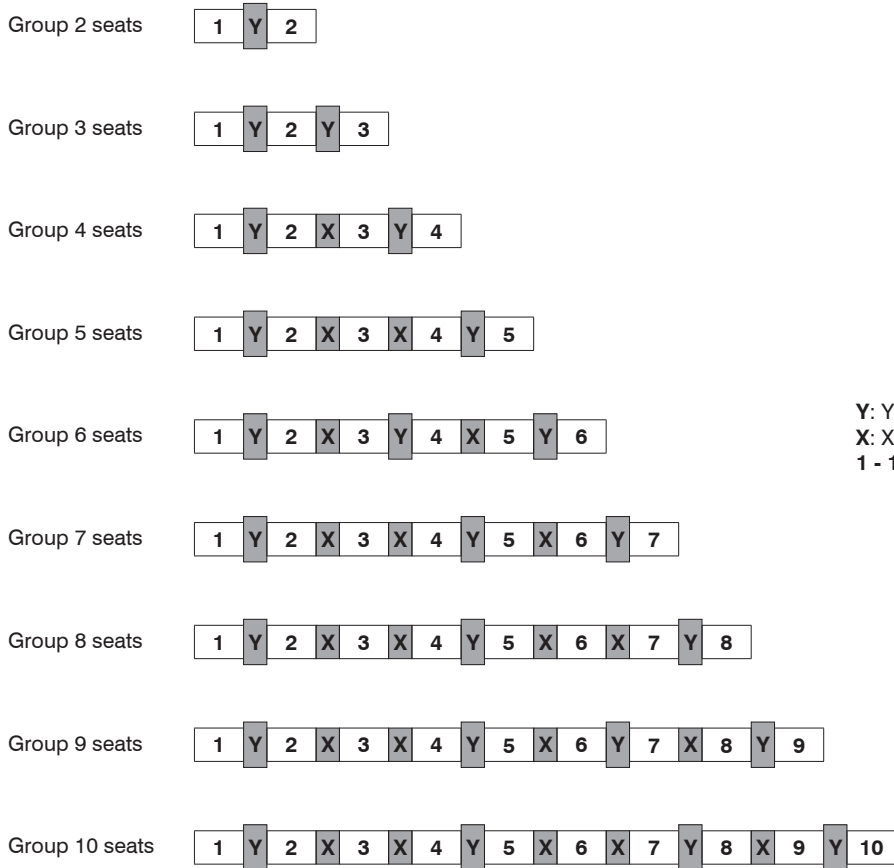 Group 2 seats 1 Y 2
Group 3 seats 1 Y 2 Y 3
Group 4 seats 1 Y 2 X 3 Y 4
Group 5 seats 1 Y 2 X 3 X 4 Y 5
Group 6 seats 1 Y 2 X 3 Y 4 X 5 Y 6
Y: Y
X: X
1 - 1
Group 7 seats 1 Y 2 X 3 X 4 Y 5 X 6 Y 7
Group 8 seats 1 Y 2 X 3 X 4 Y 5 X 6 X 7 Y 8
Group 9 seats 1 Y 2 X 3 X 4 Y 5 X 6 Y 7 X 8 Y 9
Group 10 seats 1 Y 2 X 3 X 4 Y 5 X 6 X 7 Y 8 X 9 Y 10